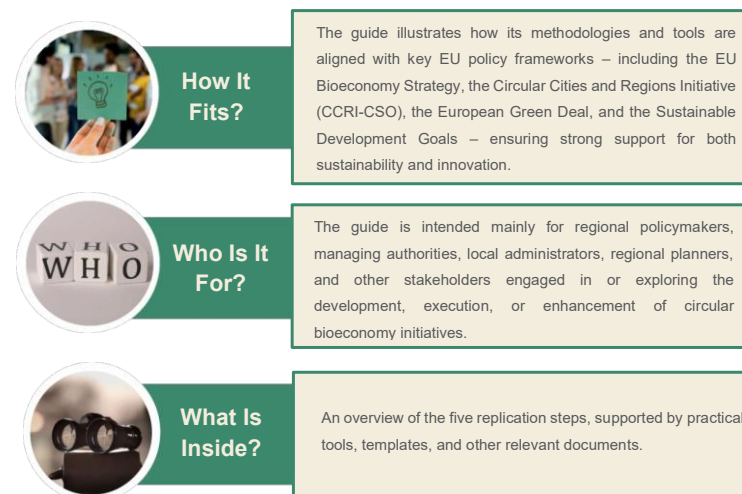 How It
Fits?
The guide illustrates how its methodologies and tools are
aligned with key EU policy frameworks – including the EU
Bioeconomy Strategy, the Circular Cities and Regions Initiative
(CCRI-CSO), the European Green Deal, and the Sustainable
Development Goals – ensuring strong support for both
sustainability and innovation.
WHO
WHO
Who Is It
For?
The guide is intended mainly for regional policymakers,
managing authorities, local administrators, regional planners,
and other stakeholders engaged in or exploring the
development, execution, or enhancement of circular
bioeconomy initiatives.
What Is
Inside?
An overview of the five replication steps, supported by practical
tools, templates, and other relevant documents.